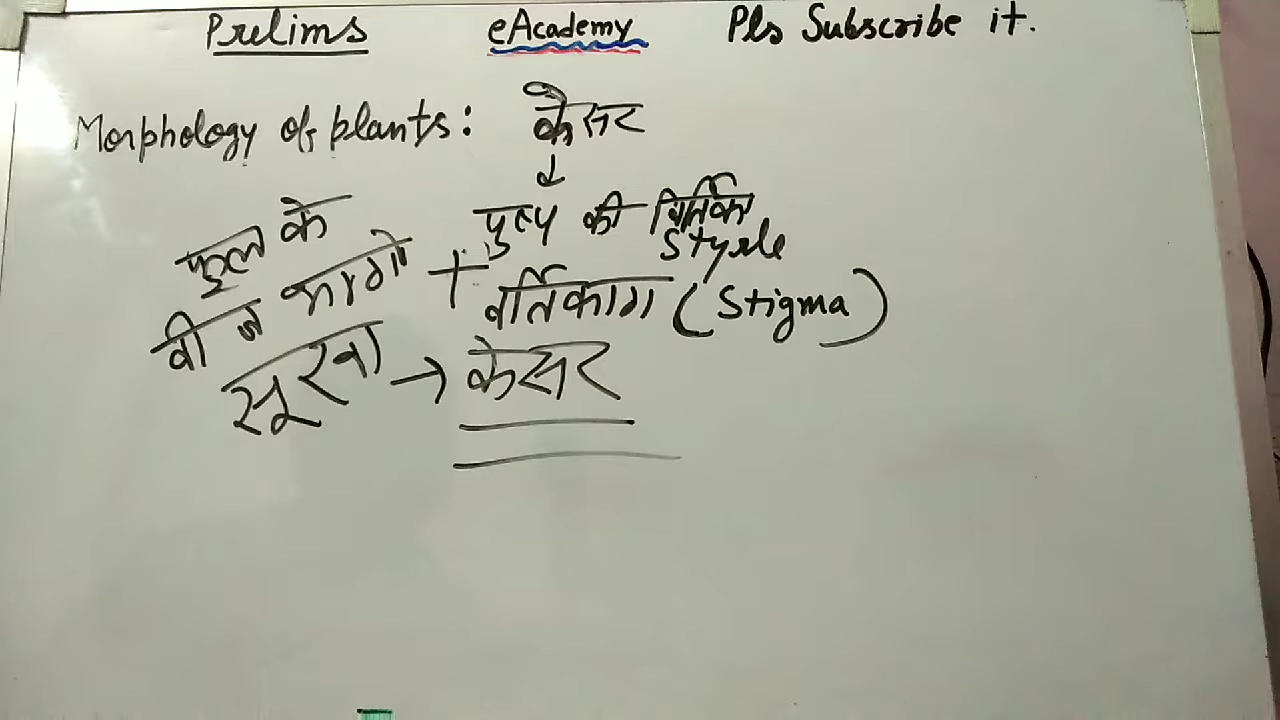 Prelims eAcademy Pls Subscribe it.
Morphology of plants: केसर
पुष्प की वर्तिका
Style
+ वर्तिकाग्र (Stigma)
फूल के
बीज भागो
सूखा → केसर